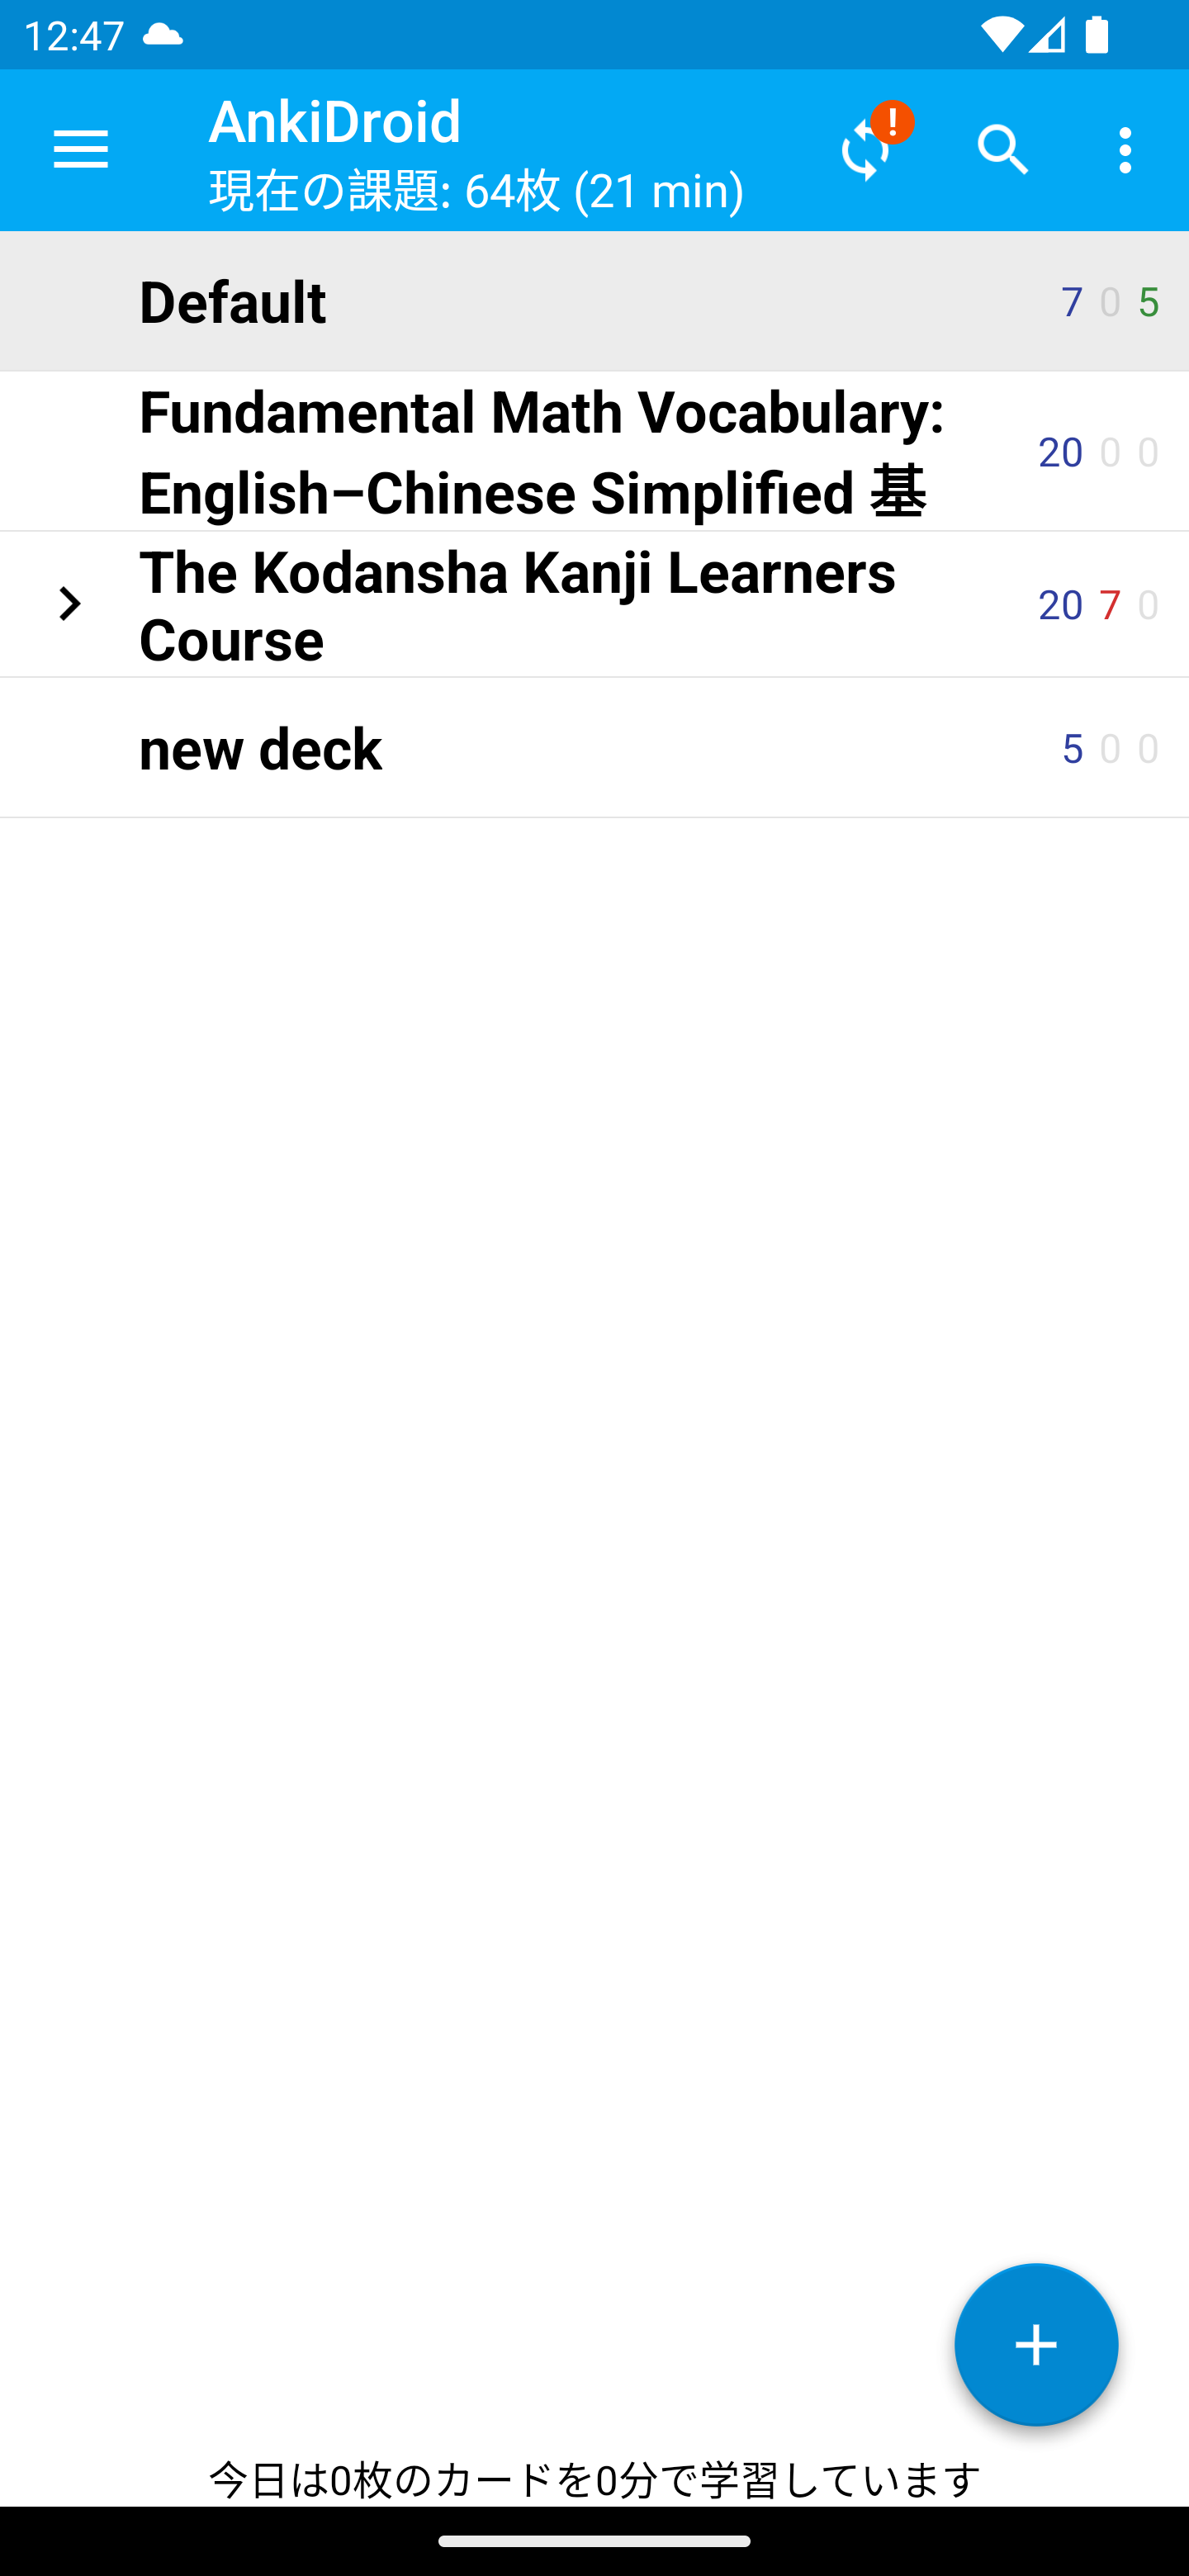 12:47
AnkiDroid
現在の課題: 64枚 (21 min)
Default 7 0 5
Fundamental Math Vocabulary:
English–Chinese Simplified 基 20 0 0
The Kodansha Kanji Learners
Course 20 7 0
new deck 5 0 0
今日は0枚のカードを0分で学習しています